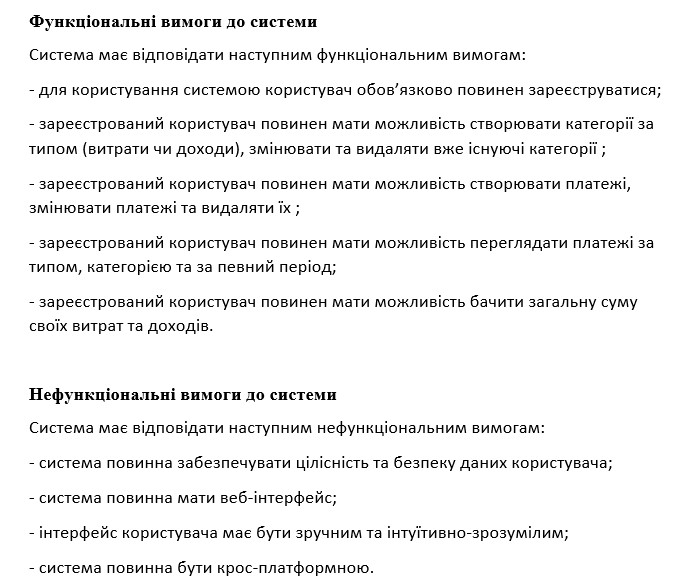 Функціональні вимоги до системи
Система має відповідати наступним функціональним вимогам:
- для користування системою користувач обов’язково повинен зареєструватися;
- зареєстрований користувач повинен мати можливість створювати категорії за
типом (витрати чи доходи), змінювати та видаляти вже існуючі категорії ;
- зареєстрований користувач повинен мати можливість створювати платежі,
змінювати платежі та видаляти їх ;
- зареєстрований користувач повинен мати можливість переглядати платежі за
типом, категорією та за певний період;
- зареєстрований користувач повинен мати можливість бачити загальну суму
своїх витрат та доходів.
Нефункціональні вимоги до системи
Система має відповідати наступним нефункціональним вимогам:
- система повинна забезпечувати цілісність та безпеку даних користувача;
- система повинна мати веб-інтерфейс;
- інтерфейс користувача має бути зручним та інтуїтивно-зрозумілим;
- система повинна бути крос-платформною.